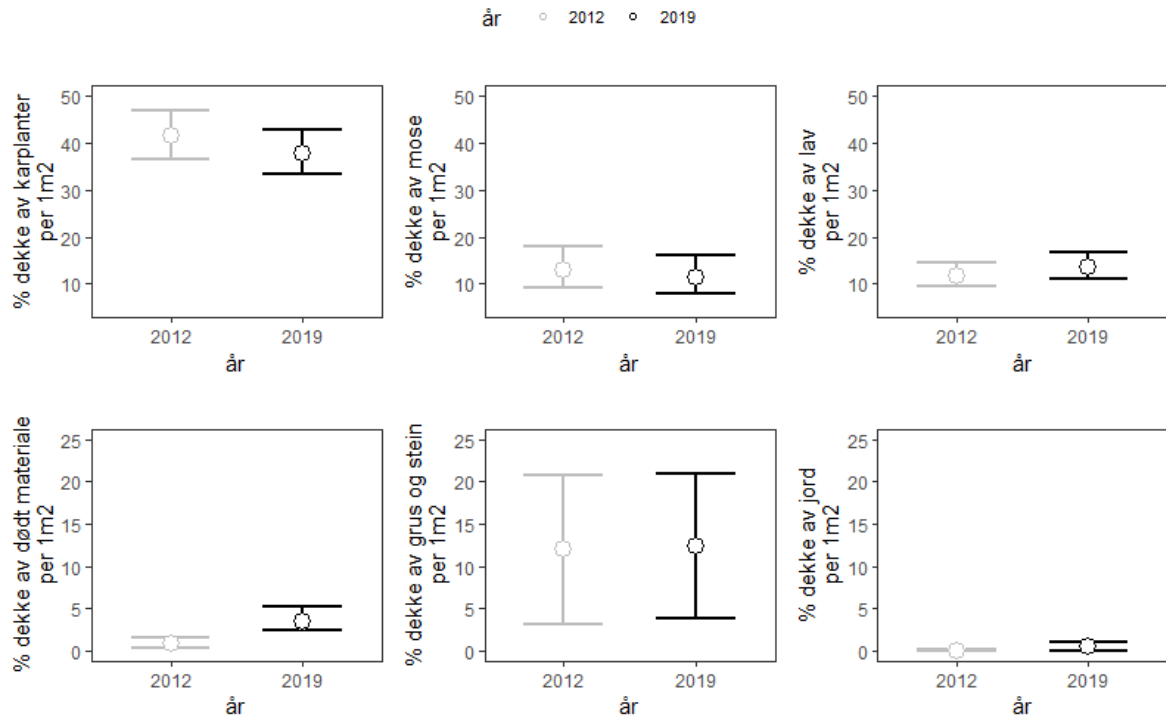 år 2012 2019
% dekke av karplanter
per 1m2
50
40
30
20
10
2012 2019
år
% dekke av mose
per 1m2
50
40
30
20
10
2012 2019
år
% dekke av lav
per 1m2
50
40
30
20
10
2012 2019
år
% dekke av dødt materiale
per 1m2
25
20
15
10
5
0
2012 2019
år
% dekke av grus og stein
per 1m2
25
20
15
10
5
0
2012 2019
år
% dekke av jord
per 1m2
25
20
15
10
5
0
2012 2019
år